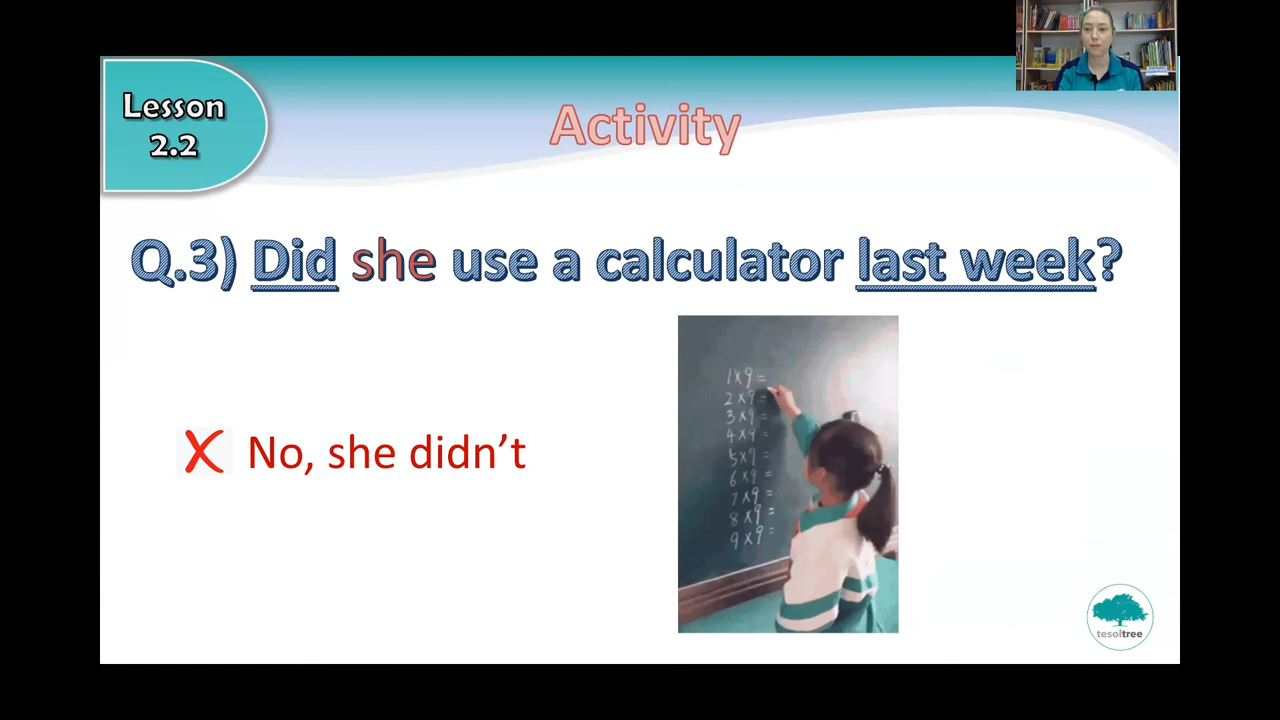 Lesson
2.2
Activity
Q.3) Did she use a calculator last week?
No, she didn't
1x9=
2x9=
3x9=
4x9=
5x9=
6x9=
7x9=
8x9=
9x9=
tesoltree